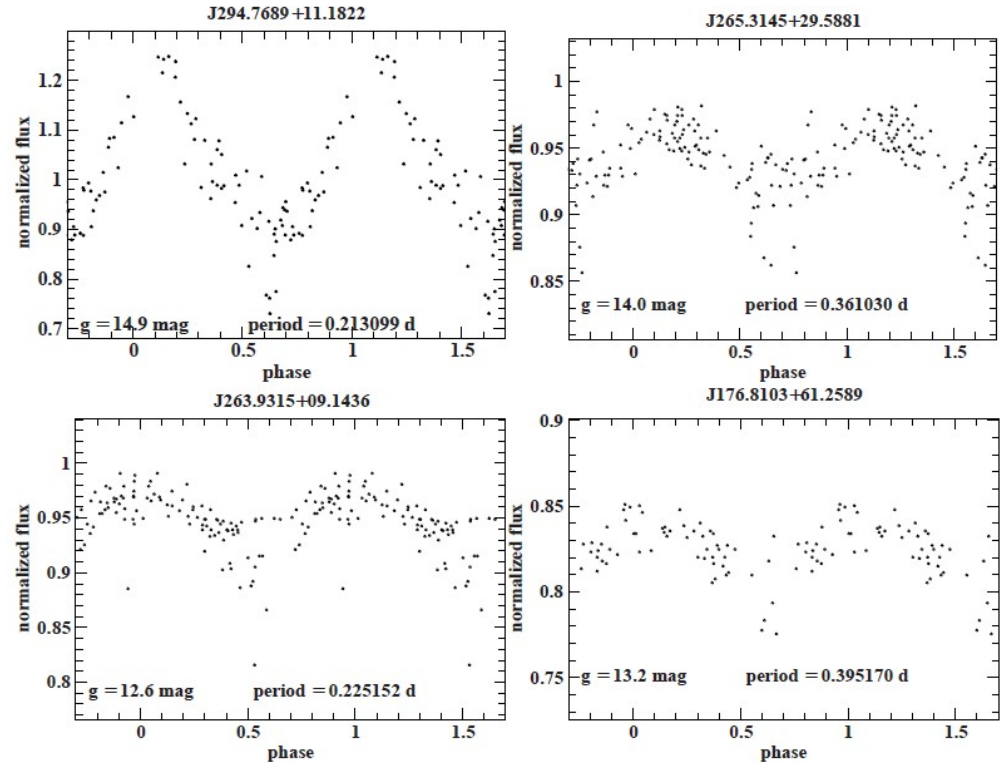 J294.7689+11.1822
normalized flux
1.2
1.1
1
0.9
0.8
0.7
g = 14.9 mag period = 0.213099 d
0 0.5 1 1.5
phase
J265.3145+29.5881
normalized flux
1
0.95
0.9
0.85
g = 14.0 mag period = 0.361030 d
0 0.5 1 1.5
phase
J263.9315+09.1436
normalized flux
1
0.95
0.9
0.85
0.8
g = 12.6 mag period = 0.225152 d
0 0.5 1 1.5
phase
J176.8103+61.2589
normalized flux
0.9
0.85
0.8
0.75
g = 13.2 mag period = 0.395170 d
0 0.5 1 1.5
phase